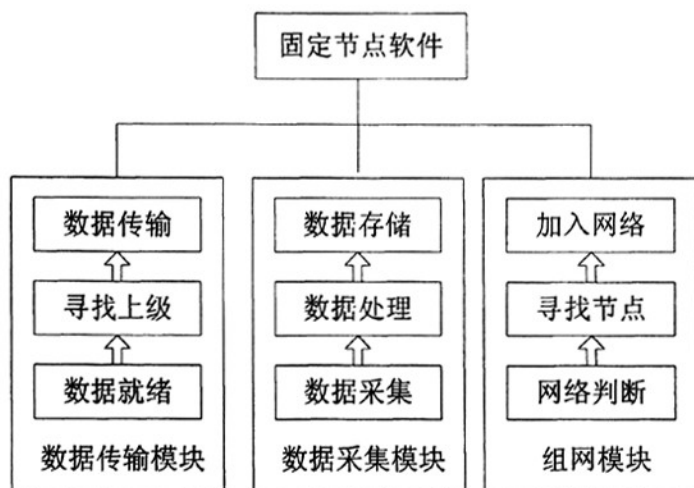 固定节点软件
数据传输
寻找上级
数据就绪
数据传输模块
数据存储
数据处理
数据采集
数据采集模块
加入网络
寻找节点
网络判断
组网模块